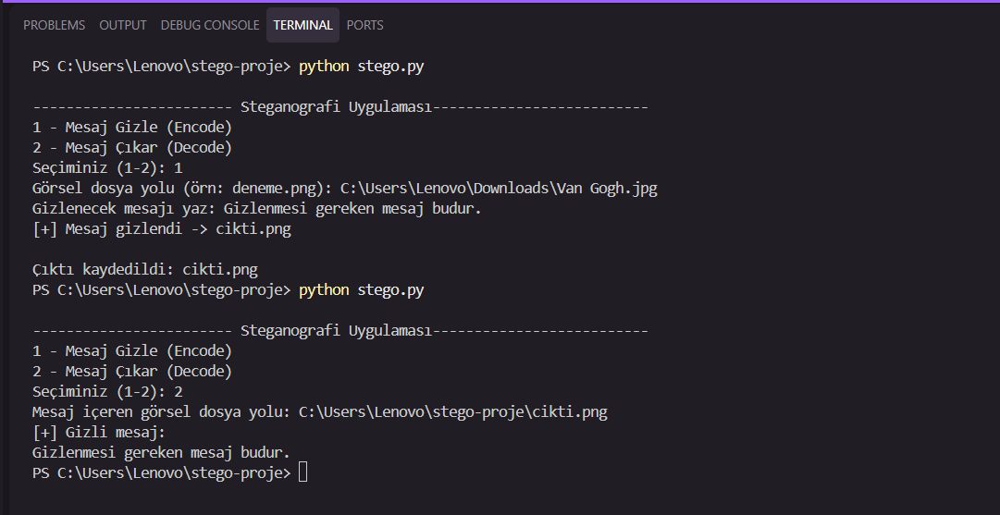 PROBLEMS OUTPUT DEBUG CONSOLE TERMINAL PORTS
PS C:\Users\Lenovo\stego-proje> python stego.py
------------------------ Steganografi Uygulaması--------------------------
1 - Mesaj Gizle (Encode)
2 - Mesaj Çıkar (Decode)
Seçiminiz (1-2): 1
Görsel dosya yolu (örn: deneme.png): C:\Users\Lenovo\Downloads\Van Gogh.jpg
Gizlenecek mesajı yaz: Gizlenmesi gereken mesaj budur.
[+] Mesaj gizlendi -> cikti.png
Çıktı kaydedildi: cikti.png
PS C:\Users\Lenovo\stego-proje> python stego.py
------------------------ Steganografi Uygulaması--------------------------
1 - Mesaj Gizle (Encode)
2 - Mesaj Çıkar (Decode)
Seçiminiz (1-2): 2
Mesaj içeren görsel dosya yolu: C:\Users\Lenovo\stego-proje\cikti.png
[+] Gizli mesaj:
Gizlenmesi gereken mesaj budur.
PS C:\Users\Lenovo\stego-proje>